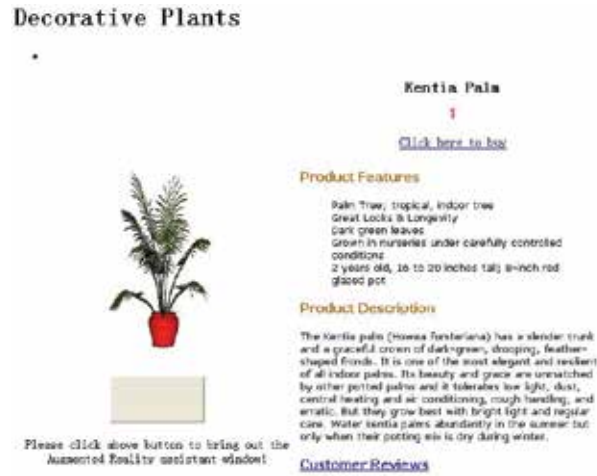 Decorative Plants
Kentia Palm
1
Click here to buy
Product Features
Palm Tree; tropical, indoor tree
Great Looks & Longevity
Dark green leaves
Grown in nurseries under carefully controlled
conditions
2 years old, 16 to 20 inches tall; 8-inch red
glazed pot
Product Description
The Kentia palm (Howea forsteriana) has a slender trunk
and a graceful crown of dark-green, drooping, feather-
shaped fronds. It is one of the most elegant and resilient
of all indoor palms. Its beauty and grace are unmatched
by other potted palms and it tolerates low light, dust,
central heating and air conditioning, rough handling, and
erratic. But they grow best with bright light and regular
care. Water kentia palms abundantly in the summer but
only when their potting mix is dry during winter.
Please click above button to bring out the
Augmented Reality assistant window!
Customer Reviews